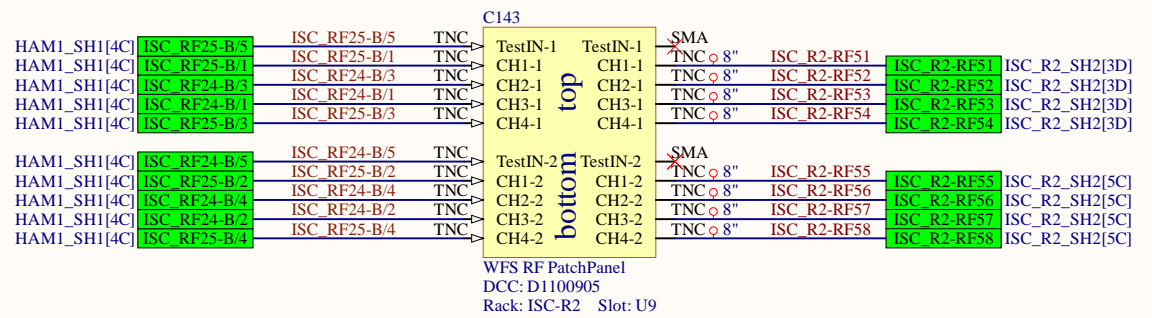 C143
HAM1_SH1[4C] ISC_RF25-B/5 ISC_RF25-B/5 TNC TestIN-1 TestIN-1 SMA
HAM1_SH1[4C] ISC_RF25-B/1 ISC_RF25-B/1 TNC CH1-1 CH1-1 TNC 8" ISC_R2-RF51 ISC_R2-RF51 ISC_R2_SH2[3D]
HAM1_SH1[4C] ISC_RF24-B/3 ISC_RF24-B/3 TNC CH2-1 CH2-1 TNC 8" ISC_R2-RF52 ISC_R2-RF52 ISC_R2_SH2[3D]
HAM1_SH1[4C] ISC_RF24-B/1 ISC_RF24-B/1 TNC CH3-1 CH3-1 TNC 8" ISC_R2-RF53 ISC_R2-RF53 ISC_R2_SH2[3D]
HAM1_SH1[4C] ISC_RF25-B/3 ISC_RF25-B/3 TNC CH4-1 CH4-1 TNC 8" ISC_R2-RF54 ISC_R2-RF54 ISC_R2_SH2[3D]
top
HAM1_SH1[4C] ISC_RF24-B/5 ISC_RF24-B/5 TNC TestIN-2 TestIN-2 SMA
HAM1_SH1[4C] ISC_RF25-B/2 ISC_RF25-B/2 TNC CH1-2 CH1-2 TNC 8" ISC_R2-RF55 ISC_R2-RF55 ISC_R2_SH2[5C]
HAM1_SH1[4C] ISC_RF24-B/4 ISC_RF24-B/4 TNC CH2-2 CH2-2 TNC 8" ISC_R2-RF56 ISC_R2-RF56 ISC_R2_SH2[5C]
HAM1_SH1[4C] ISC_RF24-B/2 ISC_RF24-B/2 TNC CH3-2 CH3-2 TNC 8" ISC_R2-RF57 ISC_R2-RF57 ISC_R2_SH2[5C]
HAM1_SH1[4C] ISC_RF25-B/4 ISC_RF25-B/4 TNC CH4-2 CH4-2 TNC 8" ISC_R2-RF58 ISC_R2-RF58 ISC_R2_SH2[5C]
bottom
WFS RF PatchPanel
DCC: D1100905
Rack: ISC-R2 Slot: U9